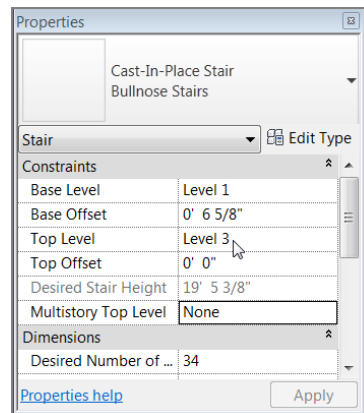 Properties
Cast-In-Place Stair
Bullnose Stairs
Stair Edit Type
Constraints
Base Level Level 1
Base Offset 0' 6 5/8"
Top Level Level 3
Top Offset 0' 0"
Desired Stair Height 19' 5 3/8"
Multistory Top Level None
Dimensions
Desired Number of ... 34
Properties help Apply